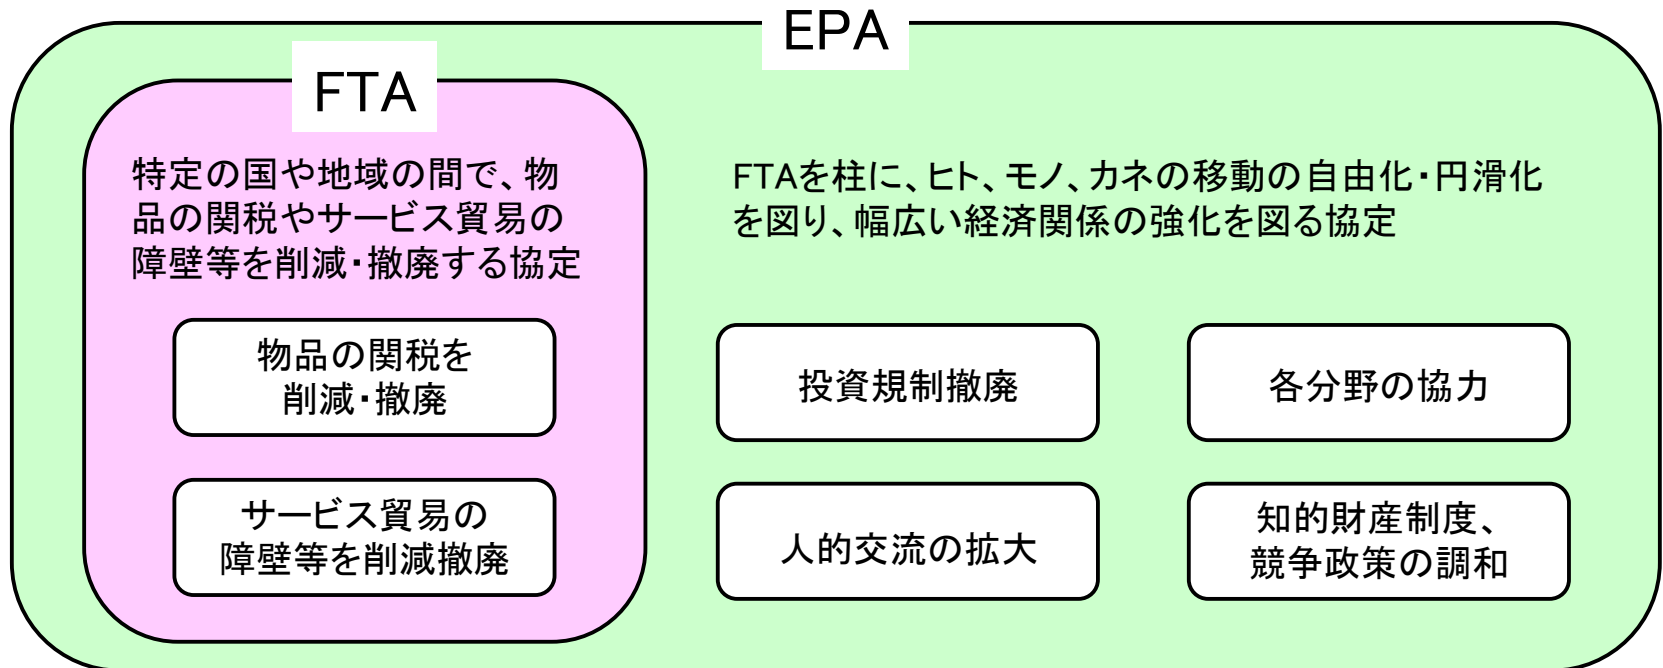 EPA
FTA
特定の国や地域の間で、物
品の関税やサービス貿易の
障壁等を削減・撤廃する協定
FTAを柱に、ヒト、モノ、カネの移動の自由化・円滑化
を図り、幅広い経済関係の強化を図る協定
物品の関税を
削減・撤廃
投資規制撤廃
各分野の協力
サービス貿易の
障壁等を削減撤廃
人的交流の拡大
知的財産制度、
競争政策の調和